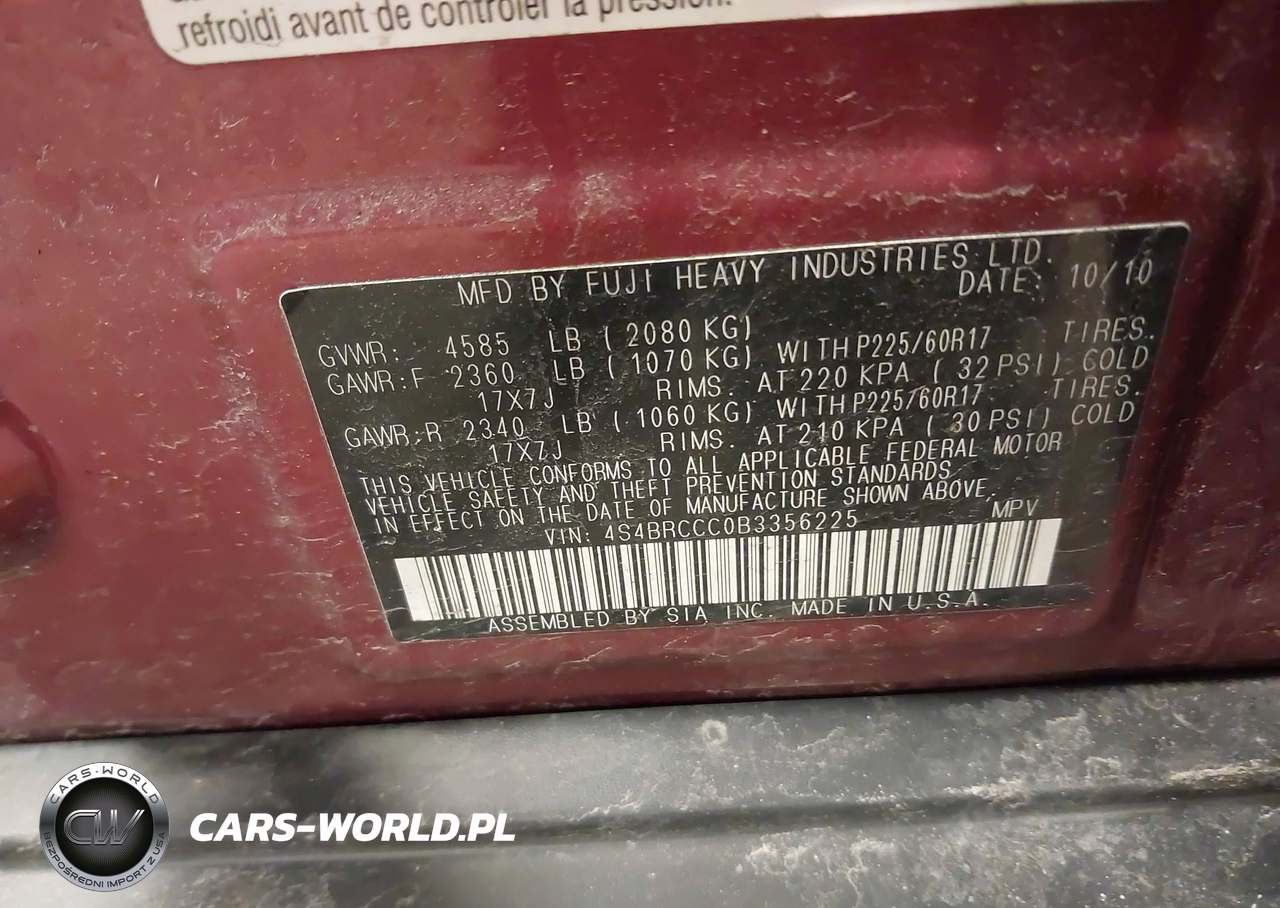 refroidi avant de contrôler la pression.
MFD BY FUJI HEAVY INDUSTRIES LTD.
DATE: 10/10
GVWR: 4585 LB ( 2080 KG)
GAWR:F 2360 LB ( 1070 KG) WITH P225/60R17 TIRES.
17X7J RIMS. AT 220 KPA ( 32 PSI) COLD
GAWR:R 2340 LB ( 1060 KG) WITH P225/60R17 TIRES.
17X7J RIMS. AT 210 KPA ( 30 PSI) COLD
THIS VEHICLE CONFORMS TO ALL APPLICABLE FEDERAL MOTOR
VEHICLE SAFETY AND THEFT PREVENTION STANDARDS
IN EFFECT ON THE DATE OF MANUFACTURE SHOWN ABOVE.
VIN: 4S4BRCCC0B3356225 MPV
ASSEMBLED BY SIA INC. MADE IN U.S.A.
CARS-WORLD
CW
BEZPOŚREDNI IMPORT Z USA
CARS-WORLD.PL